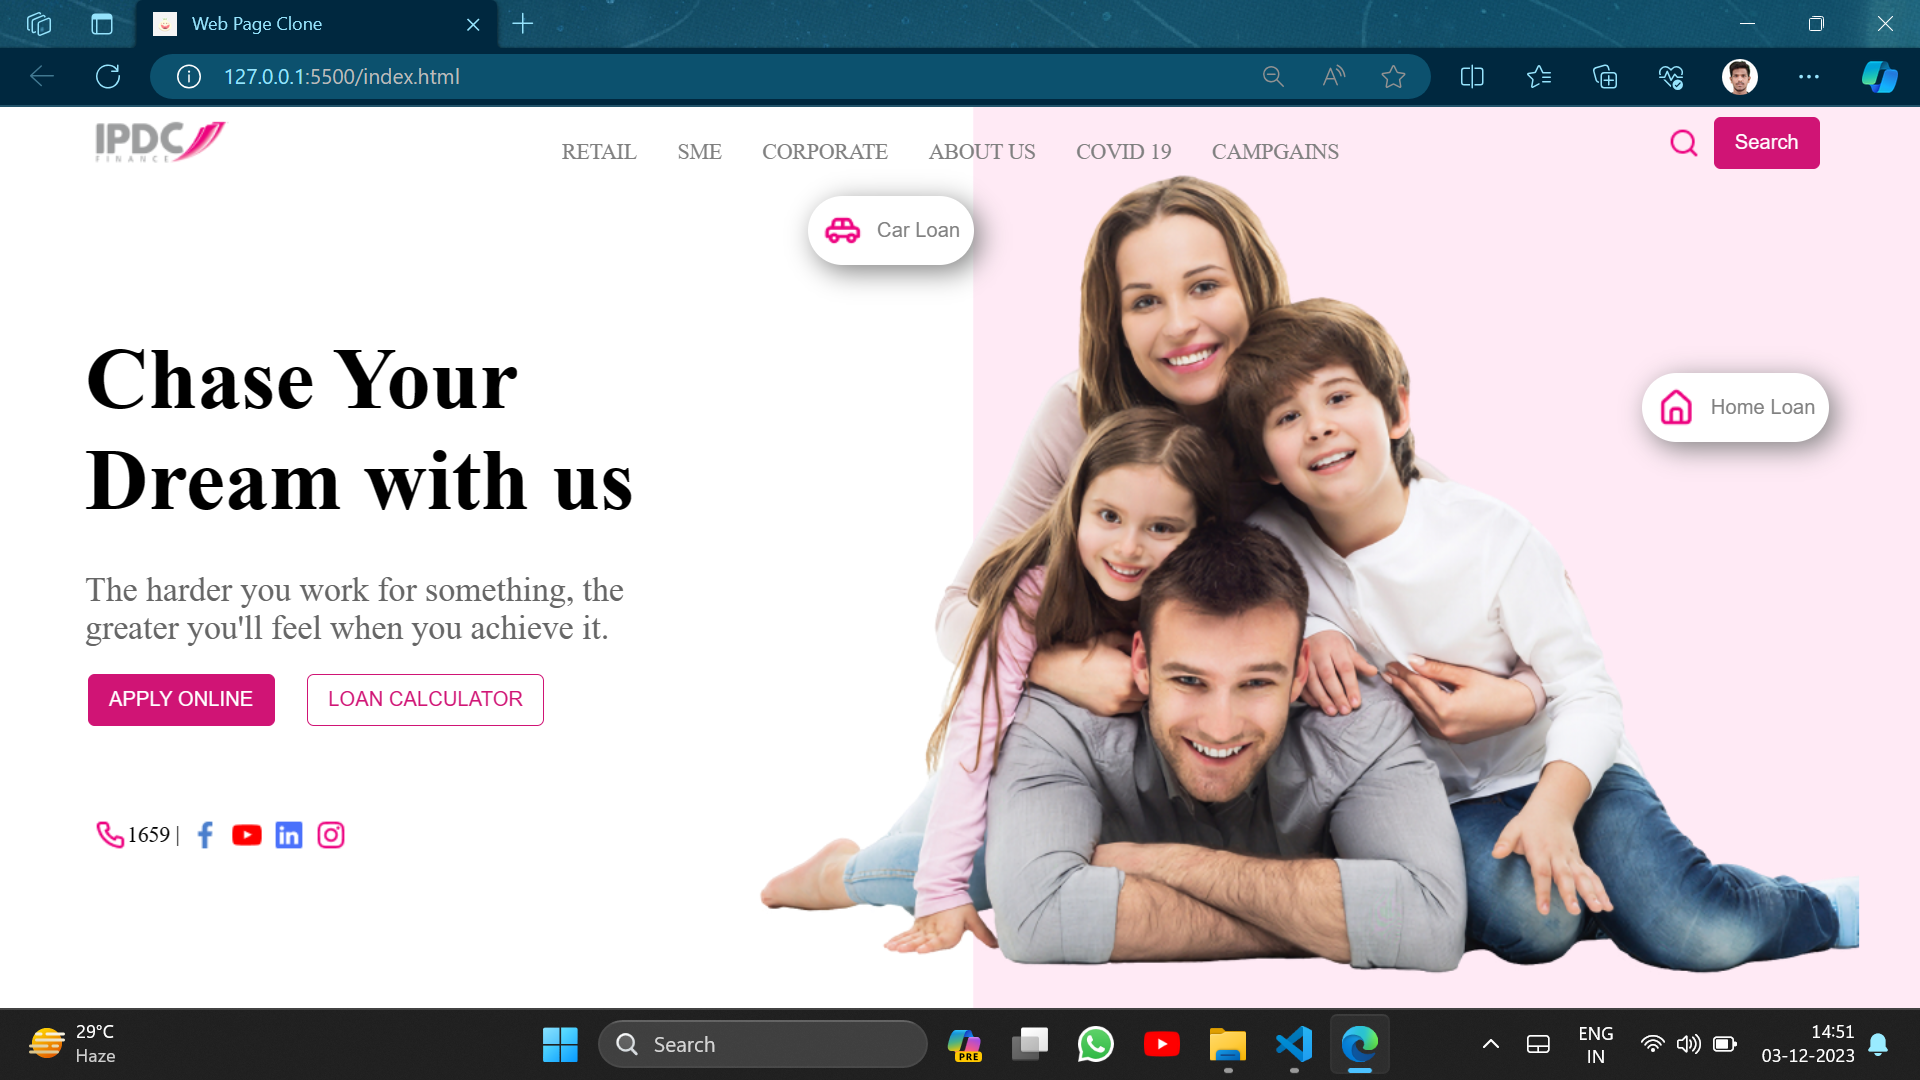 Web Page Clone
127.0.0.1:5500/index.html
IPDC
FINANCE
RETAIL SME CORPORATE ABOUT US COVID 19 CAMPGAINS
Search
Car Loan
Home Loan
Chase Your
Dream with us
The harder you work for something, the
greater you'll feel when you achieve it.
APPLY ONLINE LOAN CALCULATOR
1659 |
29°C
Haze
Search
PRE
ENG
IN
14:51
03-12-2023